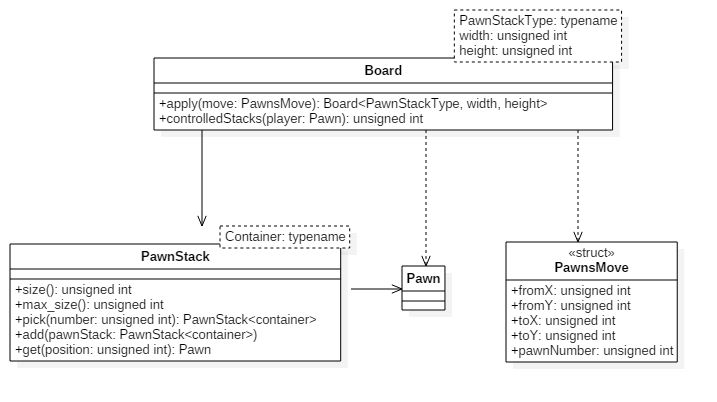 PawnStackType: typename
width: unsigned int
height: unsigned int
Board
+apply(move: PawnsMove): Board<PawnStackType, width, height>
+controlledStacks(player: Pawn): unsigned int
Container: typename
PawnStack
+size(): unsigned int
+max_size(): unsigned int
+pick(number: unsigned int): PawnStack<container>
+add(pawnStack: PawnStack<container>)
+get(position: unsigned int): Pawn
Pawn
«struct»
PawnsMove
+fromX: unsigned int
+fromY: unsigned int
+toX: unsigned int
+toY: unsigned int
+pawnNumber: unsigned int